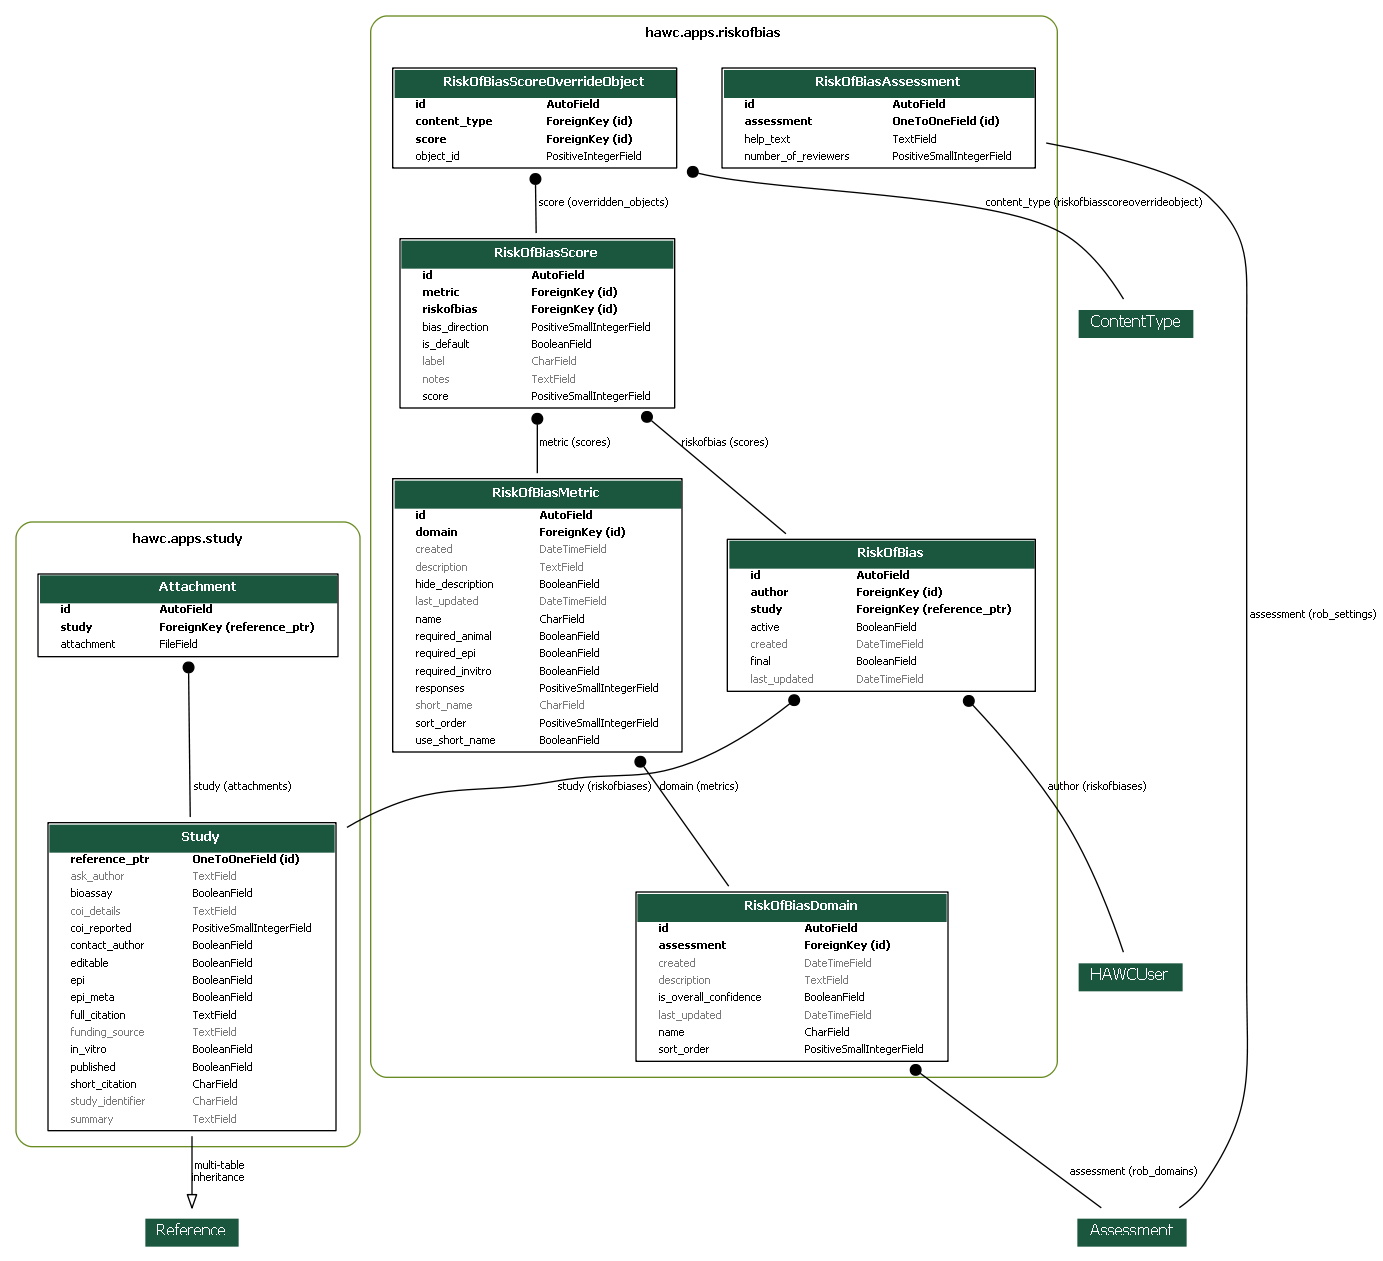 hawc.apps.riskofbias
RiskOfBiasScoreOverrideObject
id AutoField
content_type ForeignKey (id)
score ForeignKey (id)
object_id PositiveIntegerField
RiskOfBiasAssessment
id AutoField
assessment OneToOneField (id)
help_text TextField
number_of_reviewers PositiveSmallIntegerField
score (overridden_objects)
content_type (riskofbiasscoreoverrideobject)
RiskOfBiasScore
id AutoField
metric ForeignKey (id)
riskofbias ForeignKey (id)
bias_direction PositiveSmallIntegerField
is_default BooleanField
label CharField
notes TextField
score PositiveSmallIntegerField
ContentType
metric (scores)
riskofbias (scores)
RiskOfBiasMetric
id AutoField
domain ForeignKey (id)
created DateTimeField
description TextField
hide_description BooleanField
last_updated DateTimeField
name CharField
required_animal BooleanField
required_epi BooleanField
required_invitro BooleanField
responses PositiveSmallIntegerField
short_name CharField
sort_order PositiveSmallIntegerField
use_short_name BooleanField
RiskOfBias
id AutoField
author ForeignKey (id)
study ForeignKey (reference_ptr)
active BooleanField
created DateTimeField
final BooleanField
last_updated DateTimeField
assessment (rob_settings)
hawc.apps.study
Attachment
id AutoField
study ForeignKey (reference_ptr)
attachment FileField
study (attachments)
study (riskofbiases)
domain (metrics)
author (riskofbiases)
Study
reference_ptr OneToOneField (id)
ask_author TextField
bioassay BooleanField
coi_details TextField
coi_reported PositiveSmallIntegerField
contact_author BooleanField
editable BooleanField
epi BooleanField
epi_meta BooleanField
full_citation TextField
funding_source TextField
in_vitro BooleanField
published BooleanField
short_citation CharField
study_identifier CharField
summary TextField
RiskOfBiasDomain
id AutoField
assessment ForeignKey (id)
created DateTimeField
description TextField
is_overall_confidence BooleanField
last_updated DateTimeField
name CharField
sort_order PositiveSmallIntegerField
HAWCUser
multi-table
inheritance
assessment (rob_domains)
Reference
Assessment